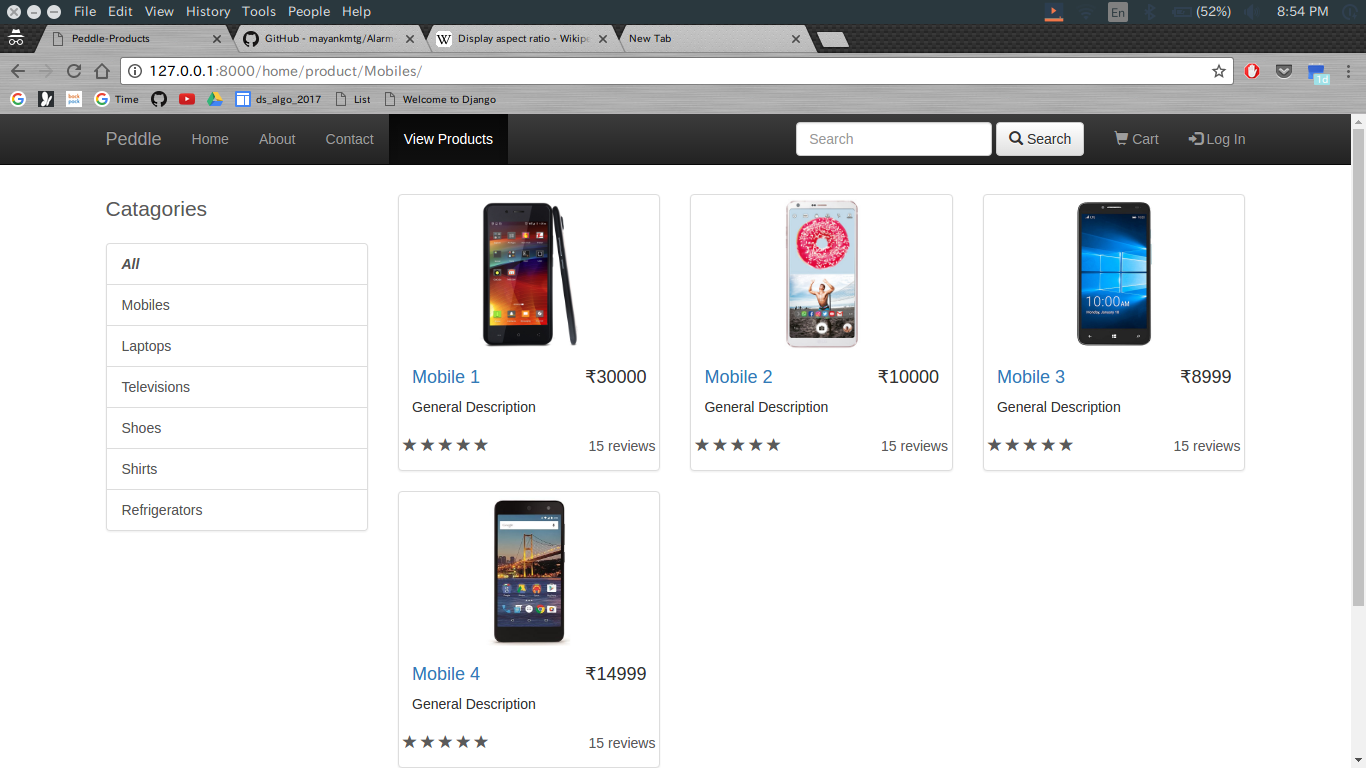 File Edit View History Tools People Help
En (52%) 8:54 PM
Peddle-Products
GitHub - mayankmtg/Alarm
Display aspect ratio - Wikipe
New Tab
127.0.0.1:8000/home/product/Mobiles/
1d
Time
ds_algo_2017
List
Welcome to Django
Peddle Home About Contact View Products Search Search Cart Log In
Catagories
All
Mobiles
Laptops
Televisions
Shoes
Shirts
Refrigerators
Mobile 1 ₹30000
General Description
15 reviews
Mobile 2 ₹10000
General Description
15 reviews
Mobile 3 ₹8999
10:00AM
General Description
15 reviews
Mobile 4 ₹14999
General Description
15 reviews